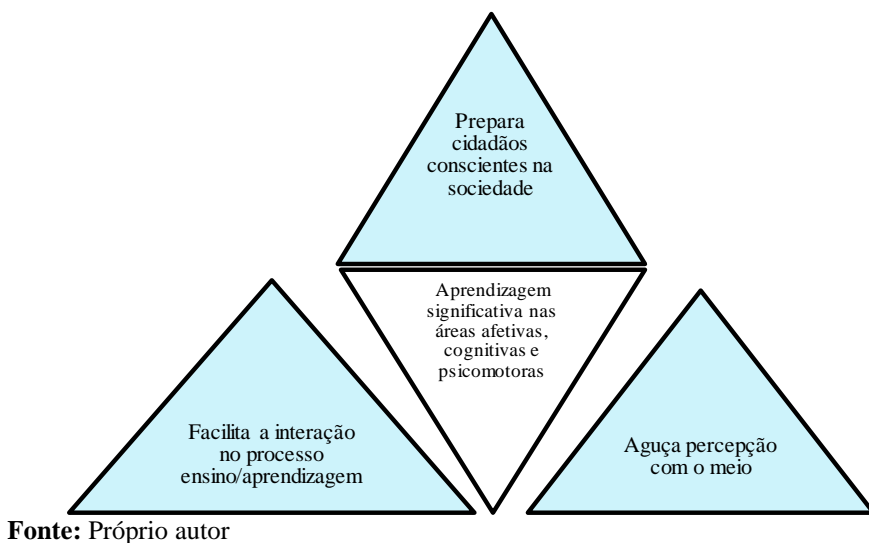 Prepara
cidadãos
conscientes na
sociedade
Aprendizagem
significativa nas
áreas afetivas,
cognitivas e
psicomotoras
Facilita a interação
no processo
ensino/aprendizagem
Aguça percepção
com o meio
Fonte: Próprio autor